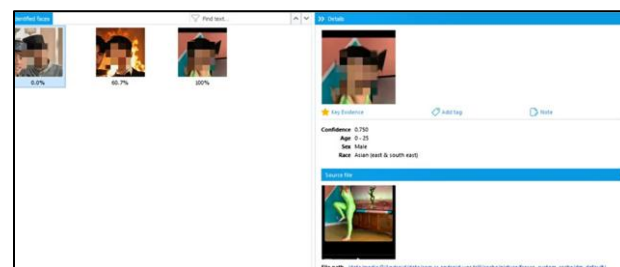 Identified faces
Find text...
Details
0.0%
60.7%
100%
Key Evidence
Add tag
Note
Confidence 0.750
Age 0 - 25
Sex Male
Race Asian (east & south east)
Source file
File path